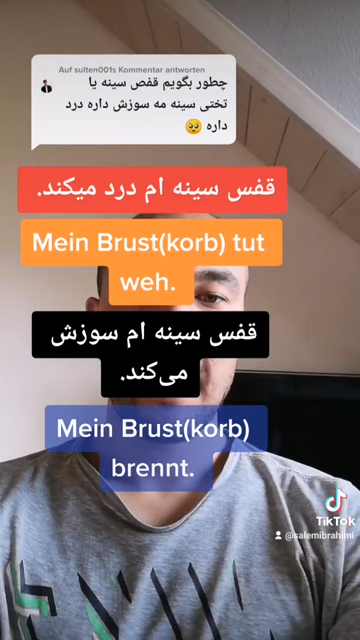 Auf sulten001s Kommentar antworten
چطور بگویم قفص سینه یا
تختی سینه مه سوزش داره درد
داره 🥺
قفس سینه ام درد میکند.
Mein Brust(korb) tut
weh.
قفس سینه ام سوزش
می‌کند.
Mein Brust(korb)
brennt.
TikTok
@salemibrahimi